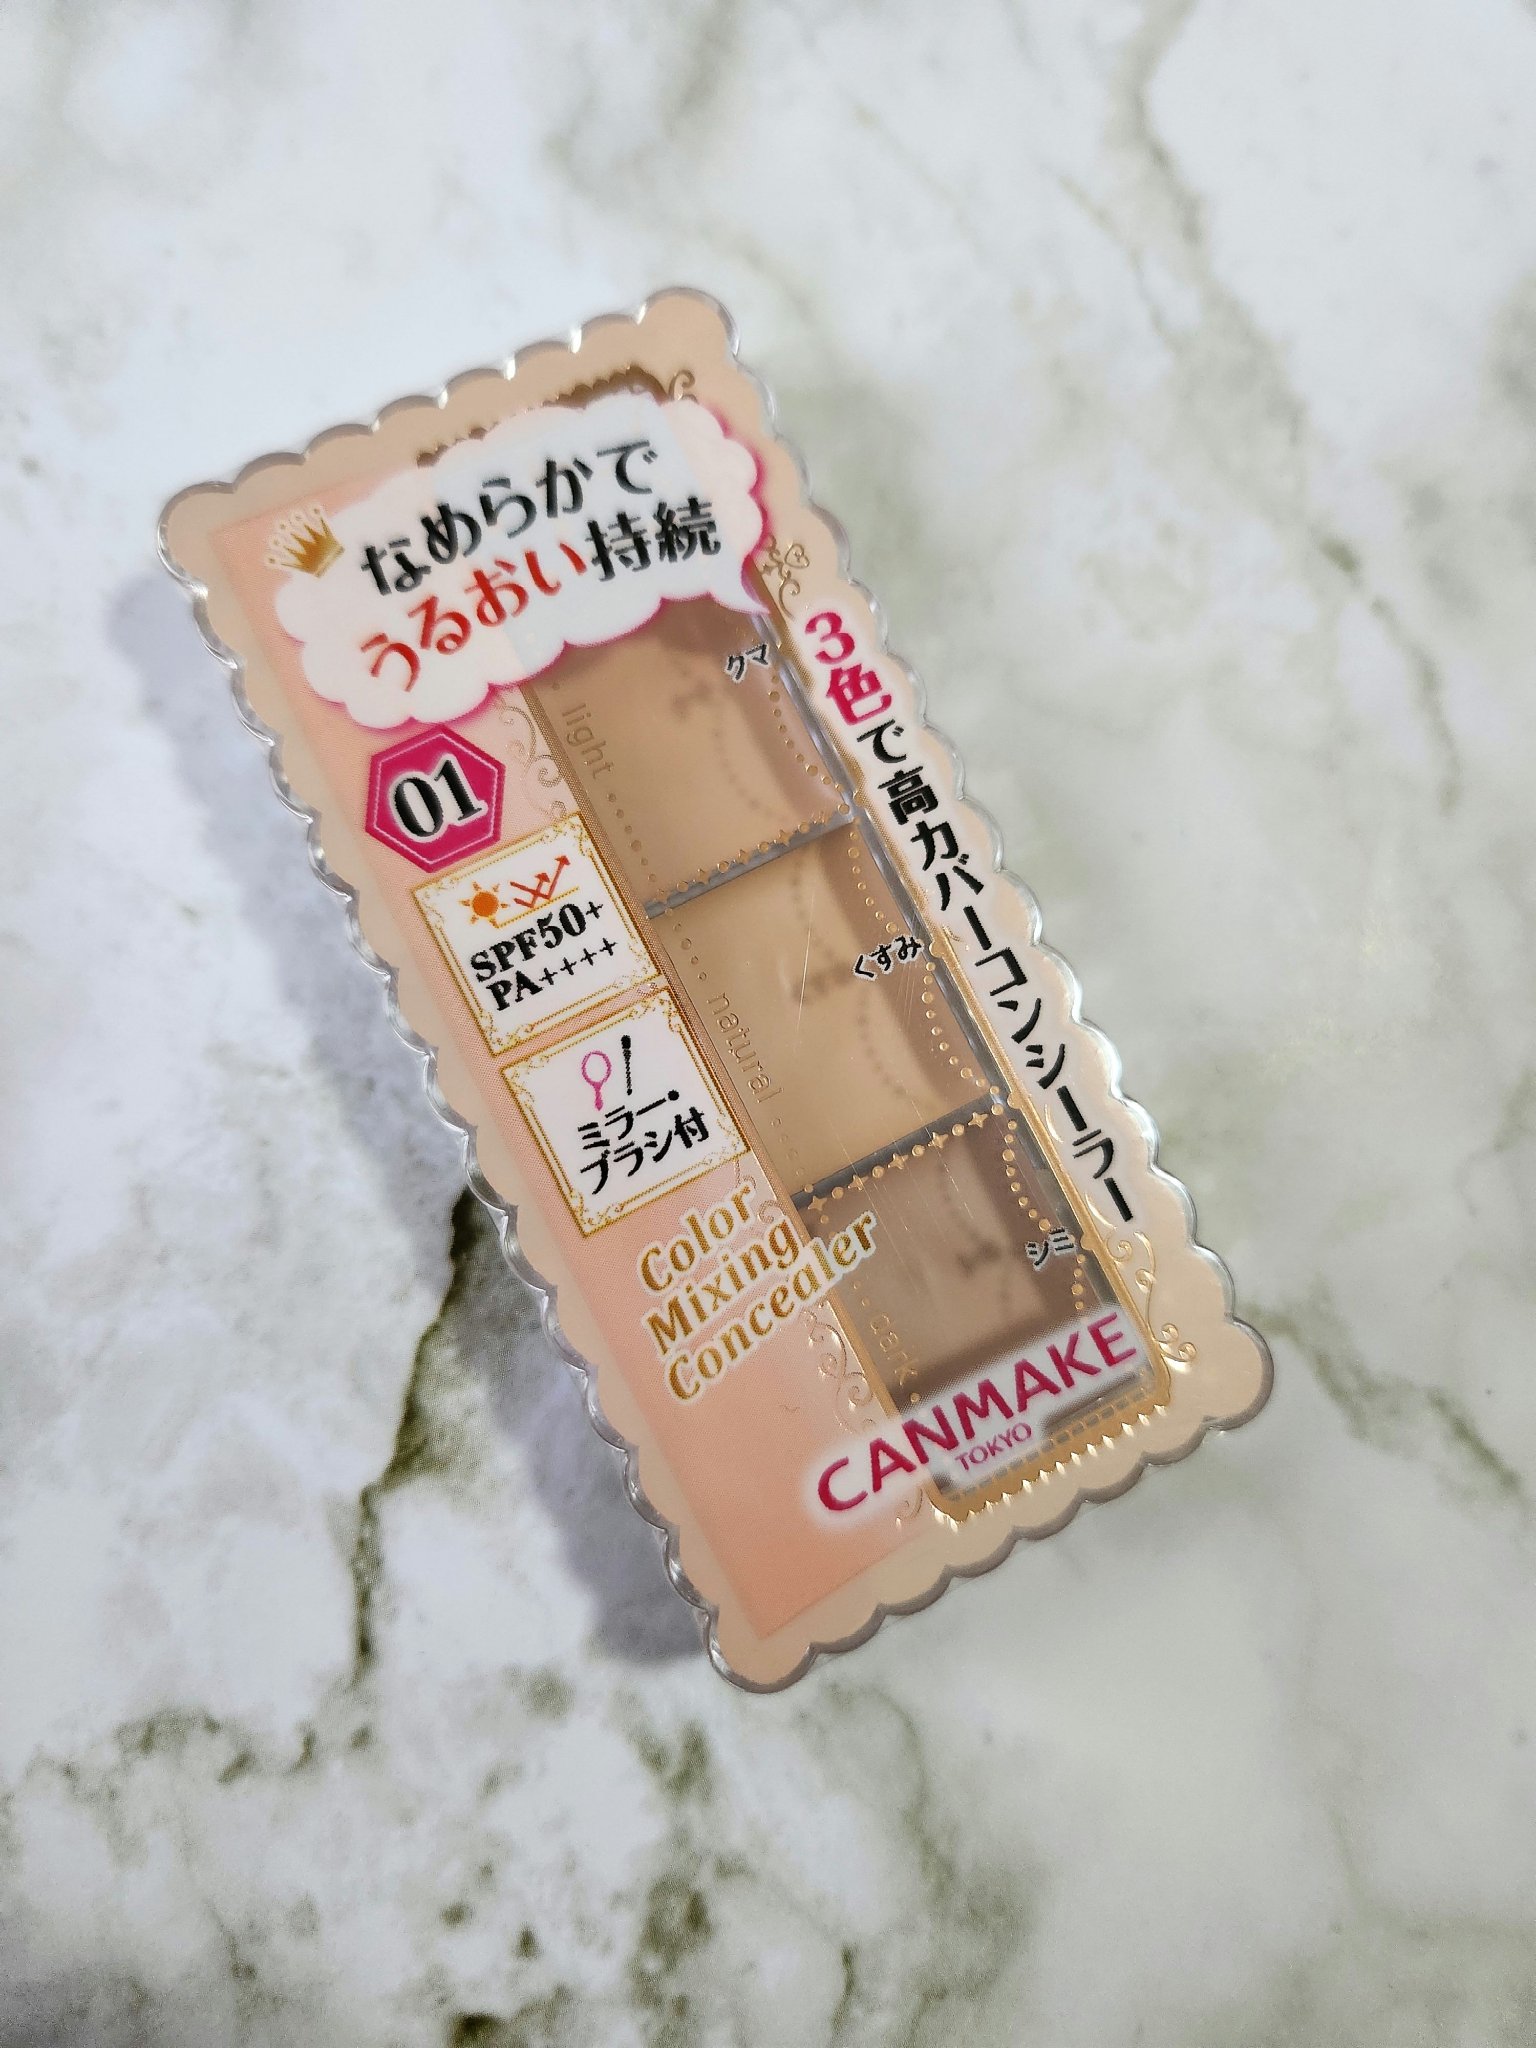 なめらかで
うるおい持続
01
SPF50+
PA++++
ミラー・
ブラシ付
Color
Mixing
Concealer
light
natural
dark
クマ
くすみ
シミ
3色で高カバーコンシーラー
CANMAKE
TOKYO